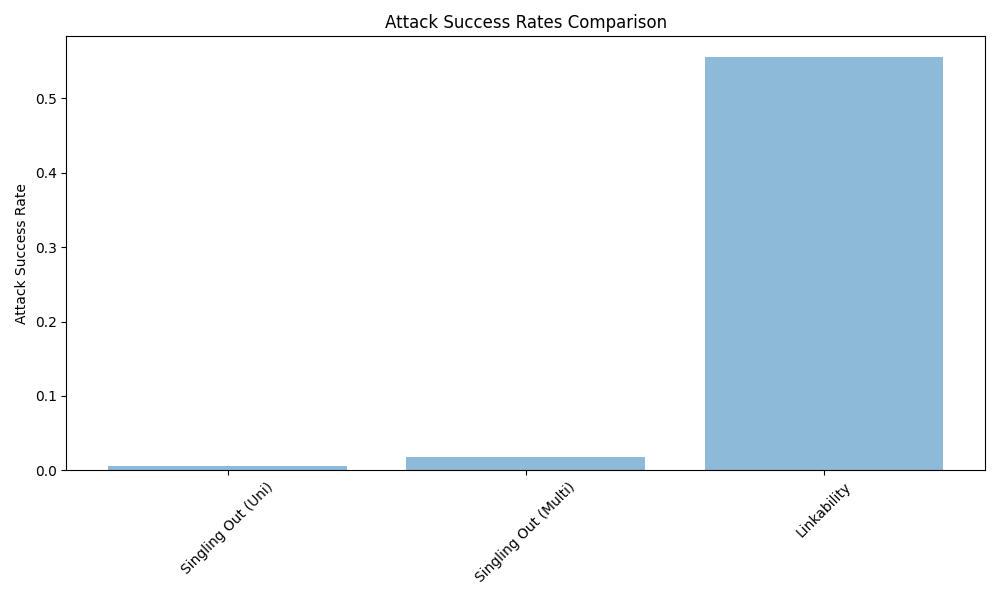 Attack Success Rates Comparison
Attack Success Rate
0.5
0.4
0.3
0.2
0.1
0.0
Singling Out (Uni)
Singling Out (Multi)
Linkability